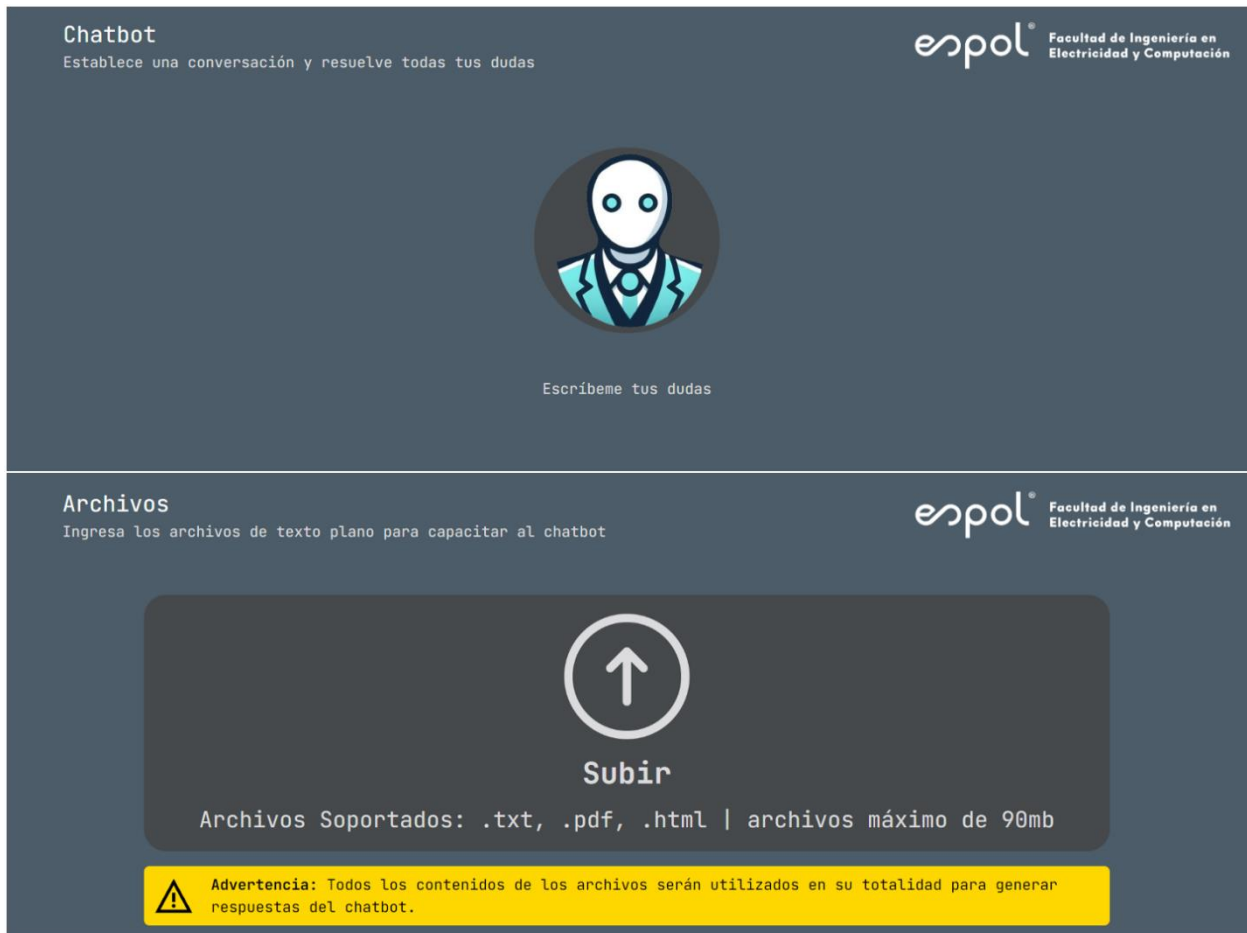 Chatbot
Establece una conversación y resuelve todas tus dudas
espol®
Facultad de Ingeniería en
Electricidad y Computación
Escríbeme tus dudas
Archivos
Ingresa los archivos de texto plano para capacitar al chatbot
espol®
Facultad de Ingeniería en
Electricidad y Computación
Subir
Archivos Soportados: .txt, .pdf, .html | archivos máximo de 90mb
Advertencia: Todos los contenidos de los archivos serán utilizados en su totalidad para generar
respuestas del chatbot.